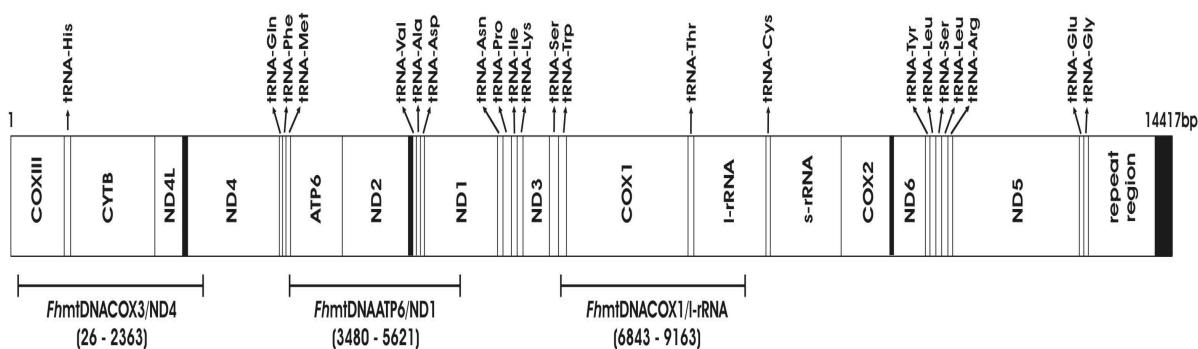 tRNA-His
tRNA-Gln
tRNA-Phe
tRNA-Met
tRNA-Val
tRNA-Ala
tRNA-Asp
tRNA-Asn
tRNA-Pro
tRNA-Ile
tRNA-Lys
tRNA-Ser
tRNA-Trp
tRNA-Thr
tRNA-Cys
tRNA-Tyr
tRNA-Leu
tRNA-Ser
tRNA-Leu
tRNA-Arg
tRNA-Glu
tRNA-Gly
1
14417bp
COXIII
CYTB
ND4L
ND4
ATP6
ND2
ND1
ND3
COX1
l-rRNA
s-rRNA
COX2
ND6
ND5
repeat
region
FhmtDNACOX3/ND4
(26 - 2363)
FhmtDNAATP6/ND1
(3480 - 5621)
FhmtDNACOX1/l-rRNA
(6843 - 9163)